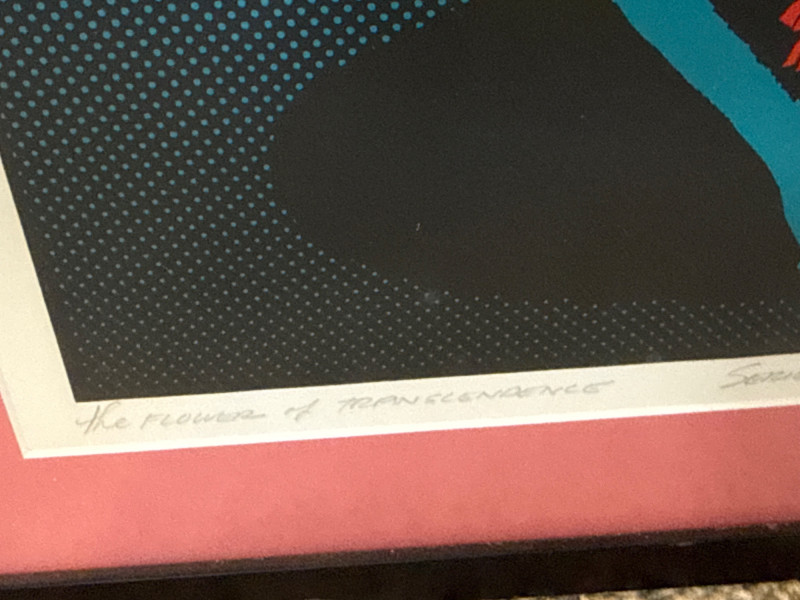 the FLOWER of TRANSCENDENCE